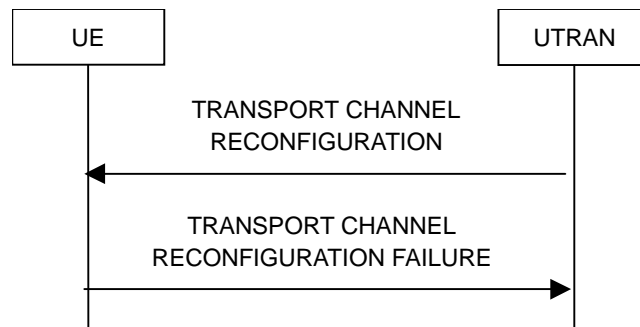 UE
UTRAN
TRANSPORT CHANNEL
RECONFIGURATION
TRANSPORT CHANNEL
RECONFIGURATION FAILURE